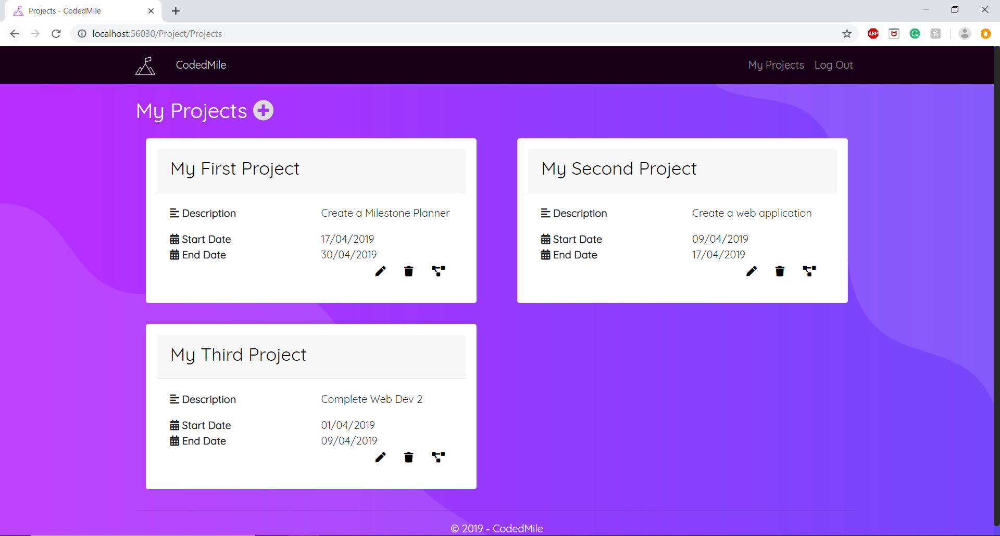 Projects - CodedMile
localhost:56030/Project/Projects
ABP
CodedMile
My Projects
Log Out
My Projects
My First Project
Description Create a Milestone Planner
Start Date 17/04/2019
End Date 30/04/2019
My Second Project
Description Create a web application
Start Date 09/04/2019
End Date 17/04/2019
My Third Project
Description Complete Web Dev 2
Start Date 01/04/2019
End Date 09/04/2019
© 2019 - CodedMile